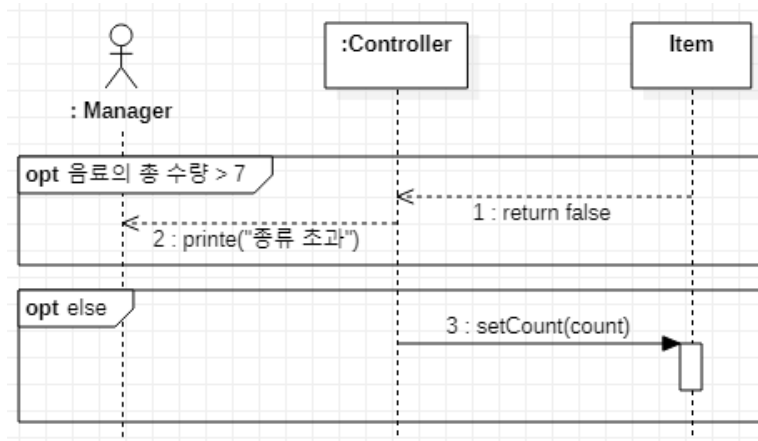 :Controller
Item
: Manager
opt 음료의 총 수량 > 7
1 : return false
2 : printe("종류 초과")
opt else
3 : setCount(count)